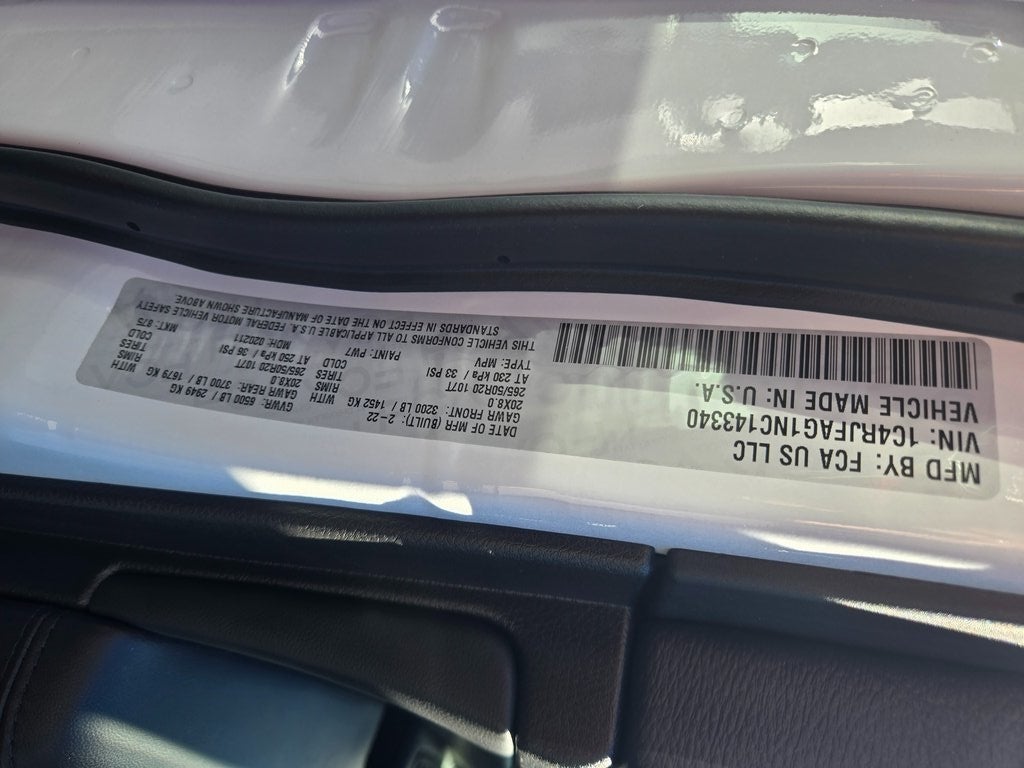 MFD BY: FCA US LLC
VIN: 1C4RJFAG1NC143340
VEHICLE MADE IN: U.S.A.
DATE OF MFR (BUILT): 2-22
GVWR: 6500 LB / 2949 KG
GAWR FRONT: 3200 LB / 1452 KG WITH
GAWR REAR: 3700 LB / 1679 KG WITH
20X8.0 RIMS
20X8.0 RIMS
265/50R20 107T TIRES
265/50R20 107T TIRES
AT 230 kPa / 33 PSI COLD
AT 250 kPa / 36 PSI COLD
TYPE: MPV
PAINT: PW7
MDH: 020211
MKT: 875
THIS VEHICLE CONFORMS TO ALL APPLICABLE U.S.A. FEDERAL MOTOR VEHICLE SAFETY
STANDARDS IN EFFECT ON THE DATE OF MANUFACTURE SHOWN ABOVE.